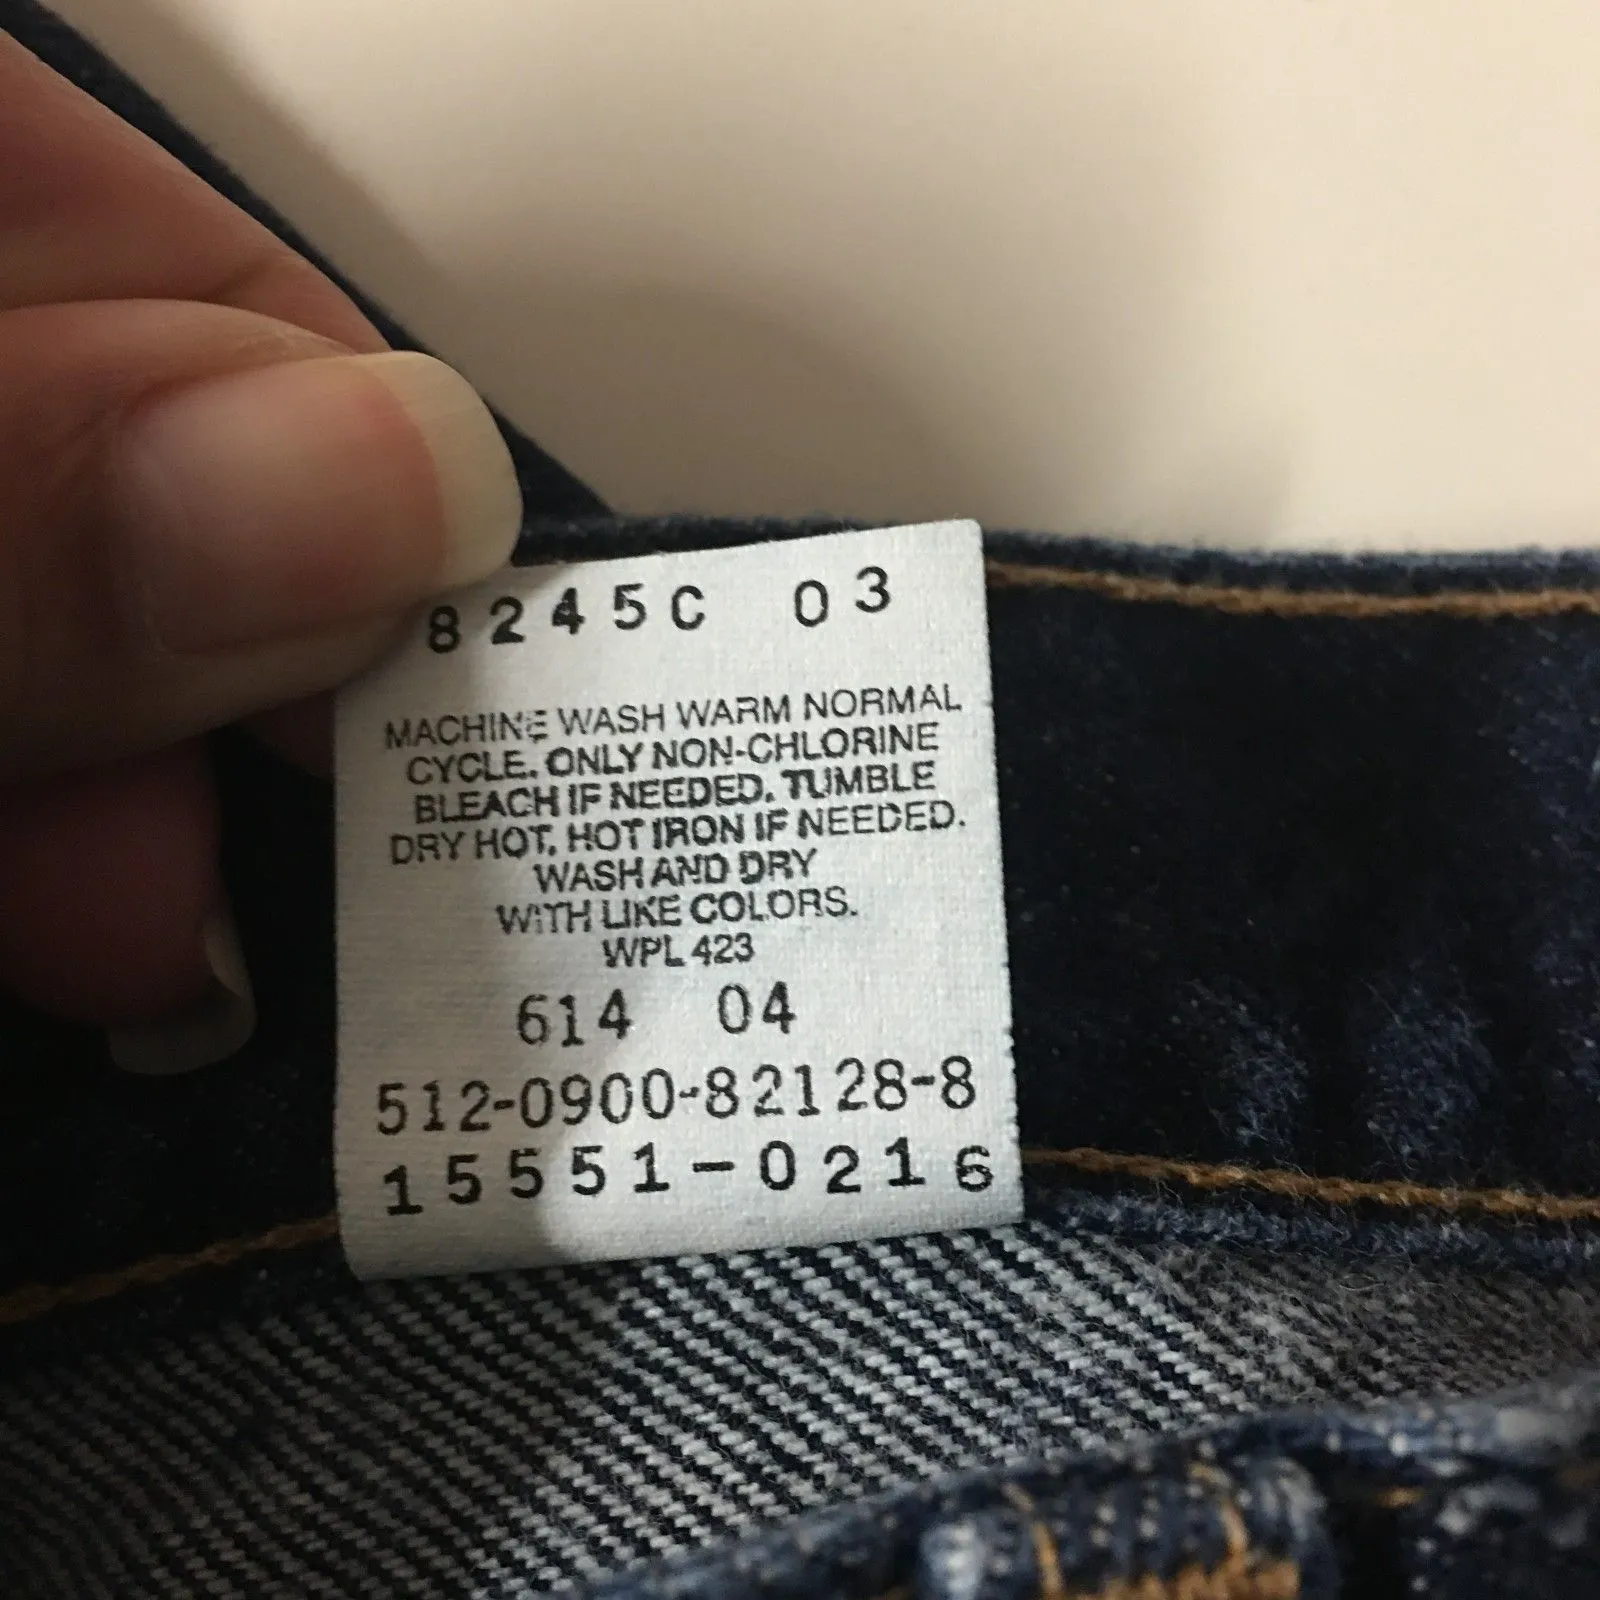 8245C 03
MACHINE WASH WARM NORMAL
CYCLE. ONLY NON-CHLORINE
BLEACH IF NEEDED. TUMBLE
DRY HOT. HOT IRON IF NEEDED.
WASH AND DRY
WITH LIKE COLORS.
WPL 423
614 04
512-0900-82128-8
15551-0216